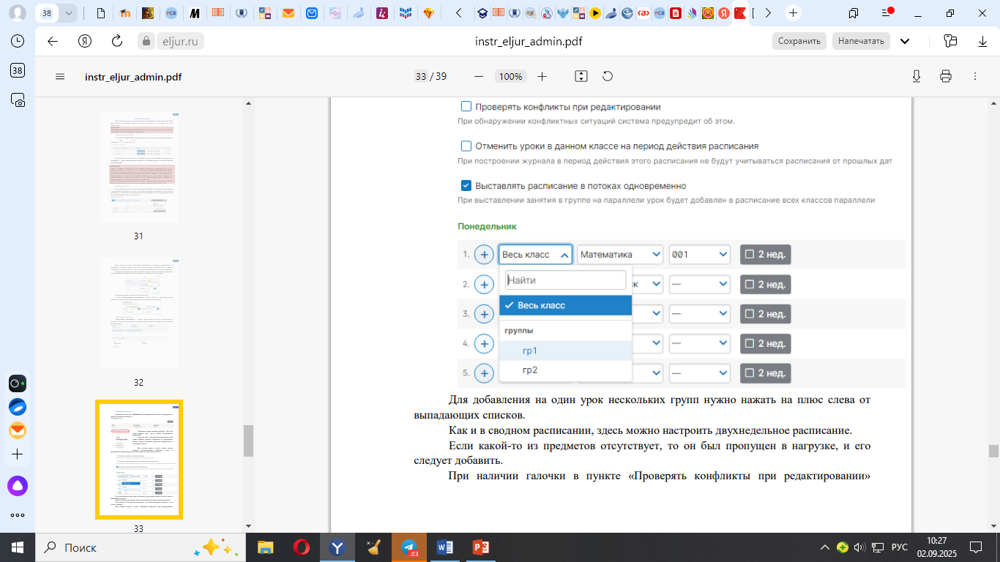 38
eljur.ru
instr_eljur_admin.pdf
Сохранить
Напечатать
38
instr_eljur_admin.pdf
33 / 39
100%
31
32
33
Проверять конфликты при редактировании
При обнаружении конфликтных ситуаций система предупредит об этом.
Отменить уроки в данном классе на период действия расписания
При построении журнала в период действия этого расписания не будут учитываться расписания от прошлых дат
Выставлять расписание в потоках одновременно
При выставлении занятия в группе на параллели урок будет добавлен в расписание всех классов параллели
Понедельник
1. Весь класс Математика 001 2 нед.
Найти
2. — 2 нед.
Весь класс
3. — 2 нед.
группы
4. — 2 нед.
гр1
гр2
5. — 2 нед.
Для добавления на один урок нескольких групп нужно нажать на плюс слева от
выпадающих списков.
Как и в сводном расписании, здесь можно настроить двухнедельное расписание.
Если какой-то из предметов отсутствует, то он был пропущен в нагрузке, и его
следует добавить.
При наличии галочки в пункте «Проверять конфликты при редактировании»
Поиск
.03
РУС
10:27
02.09.2025